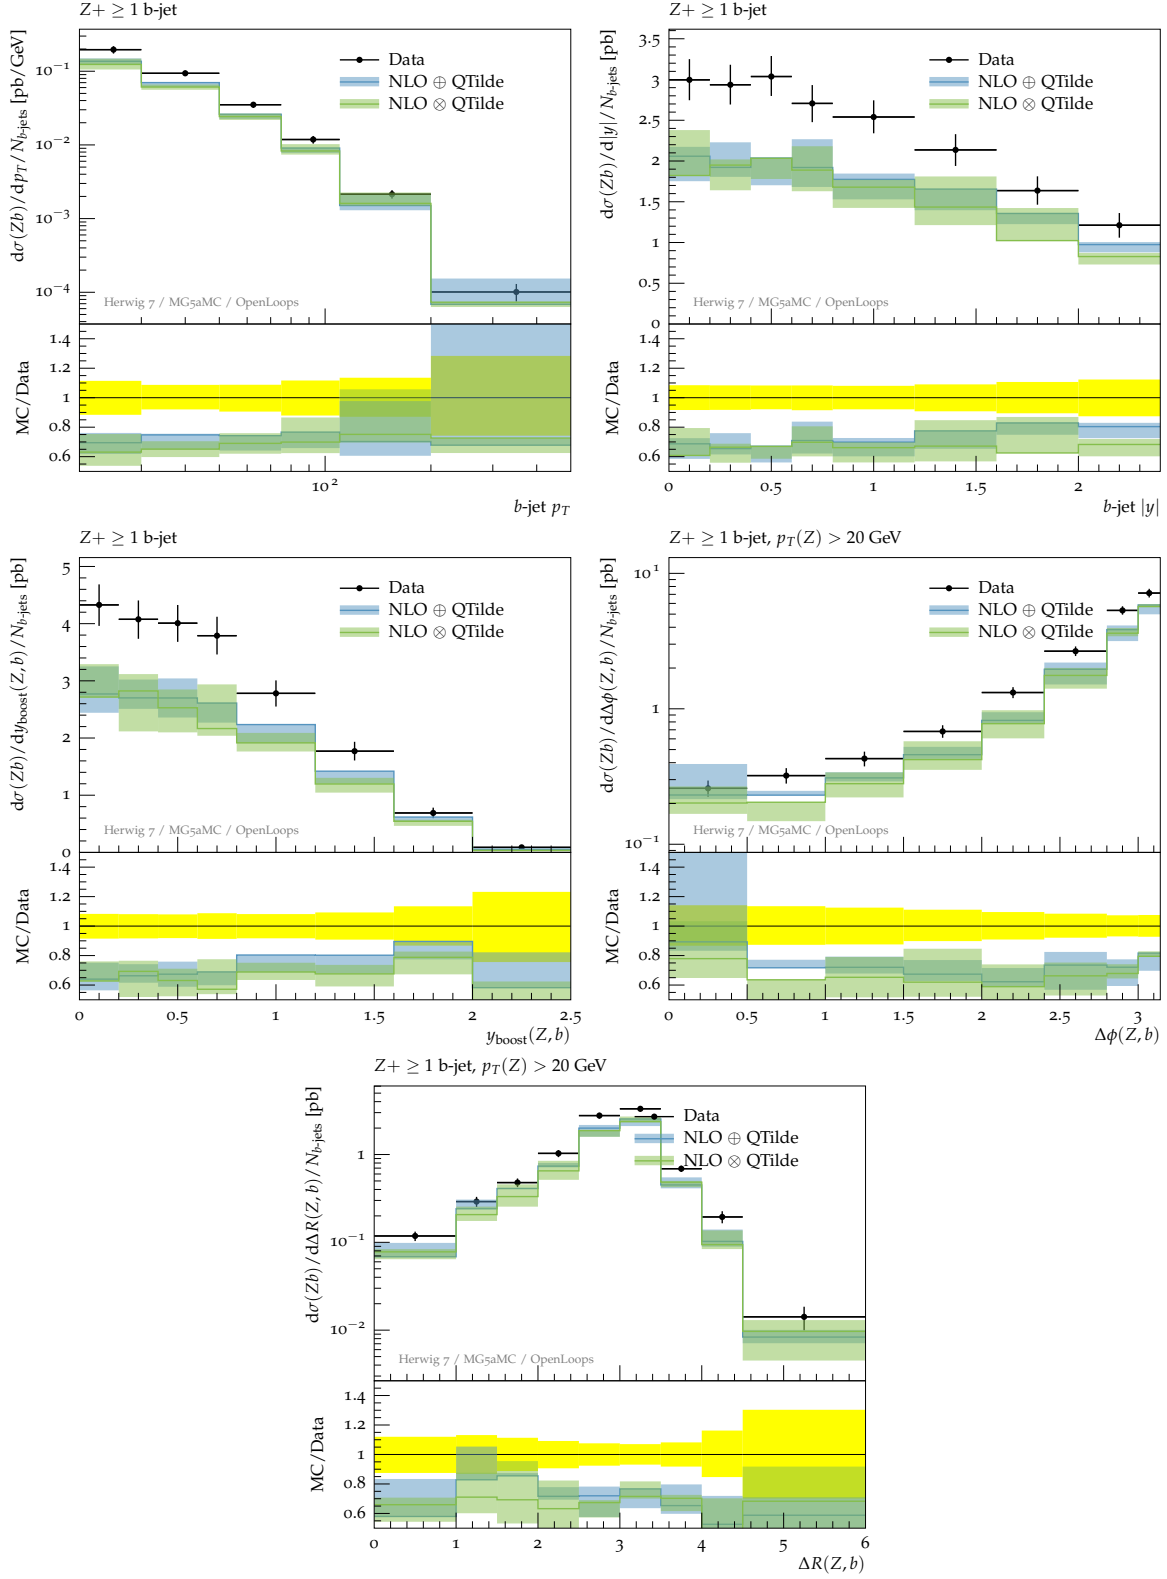 Z+ ≥ 1 b-jet
dσ(Zb)/dp_T/N_{b-jets} [pb/GeV]
Data
NLO ⊕ QTilde
NLO ⊗ QTilde
10⁻¹
10⁻²
10⁻³
10⁻⁴
Herwig 7 / MG5aMC / OpenLoops
MC/Data
1.4
1.2
1
0.8
0.6
10²
b-jet p_T
Z+ ≥ 1 b-jet
dσ(Zb)/d|y|/N_{b-jets} [pb]
Data
NLO ⊕ QTilde
NLO ⊗ QTilde
3.5
3
2.5
2
1.5
1
0.5
0
Herwig 7 / MG5aMC / OpenLoops
MC/Data
1.4
1.2
1
0.8
0.6
0 0.5 1 1.5 2
b-jet |y|
Z+ ≥ 1 b-jet
dσ(Zb)/dy_{boost}(Z, b)/N_{b-jets} [pb]
Data
NLO ⊕ QTilde
NLO ⊗ QTilde
5
4
3
2
1
0
Herwig 7 / MG5aMC / OpenLoops
MC/Data
1.4
1.2
1
0.8
0.6
0 0.5 1 1.5 2 2.5
y_{boost}(Z, b)
Z+ ≥ 1 b-jet, p_T(Z) > 20 GeV
dσ(Zb)/dΔϕ(Z, b)/N_{b-jets} [pb]
Data
NLO ⊕ QTilde
NLO ⊗ QTilde
10¹
1
10⁻¹
Herwig 7 / MG5aMC / OpenLoops
MC/Data
1.4
1.2
1
0.8
0.6
0 0.5 1 1.5 2 2.5 3
Δϕ(Z, b)
Z+ ≥ 1 b-jet, p_T(Z) > 20 GeV
dσ(Zb)/dΔR(Z, b)/N_{b-jets} [pb]
Data
NLO ⊕ QTilde
NLO ⊗ QTilde
1
10⁻¹
10⁻²
Herwig 7 / MG5aMC / OpenLoops
MC/Data
1.4
1.2
1
0.8
0.6
0 1 2 3 4 5 6
ΔR(Z, b)